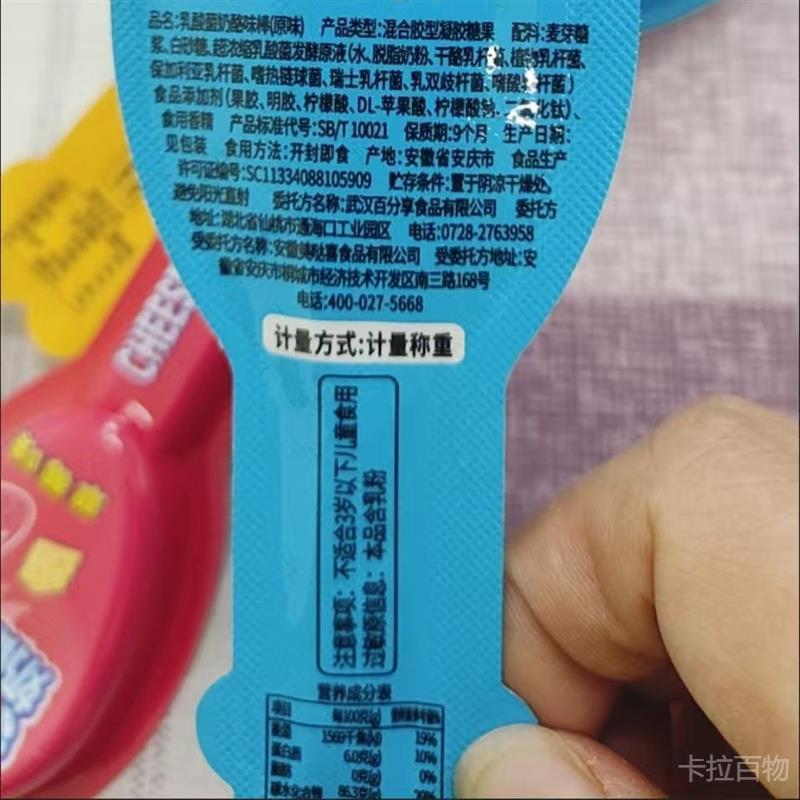 品名:乳酸菌奶酪味棒(原味) 产品类型:混合胶型凝胶糖果 配料:麦芽糖
浆、白砂糖、超浓缩乳酸菌发酵原液(水、脱脂奶粉、干酪乳杆菌、植物乳杆菌、
保加利亚乳杆菌、嗜热链球菌、瑞士乳杆菌、乳双歧杆菌、嗜酸乳杆菌)
食品添加剂(果胶、明胶、柠檬酸、DL-苹果酸、柠檬酸钠、二氧化钛)、
食用香精 产品标准代号:SB/T 10021 保质期:9个月 生产日期:
见包装 食用方法:开封即食 产地:安徽省安庆市 食品生产
许可证编号:SC11334088105909 贮存条件:置于阴凉干燥处,
避免阳光直射 委托方名称:武汉百分享食品有限公司 委托方
地址:湖北省仙桃市通海口工业园区 电话:0728-2763958
受委托方名称:安徽美哒喜食品有限公司 受委托方地址:安
徽省安庆市桐城市经济技术开发区南三路168号
电话:400-027-5668
计量方式:计量称重
注意事项:不适合3岁以下儿童食用
过敏原信息:本品含乳粉
营养成分表
项目 每100克(g) 营养素参考值%
能量 1569千焦(kJ) 19%
蛋白质 6.0克(g) 10%
脂肪 0克(g) 0%
碳水化合物 86.3克(g) 29%
CHEES
卡拉百物